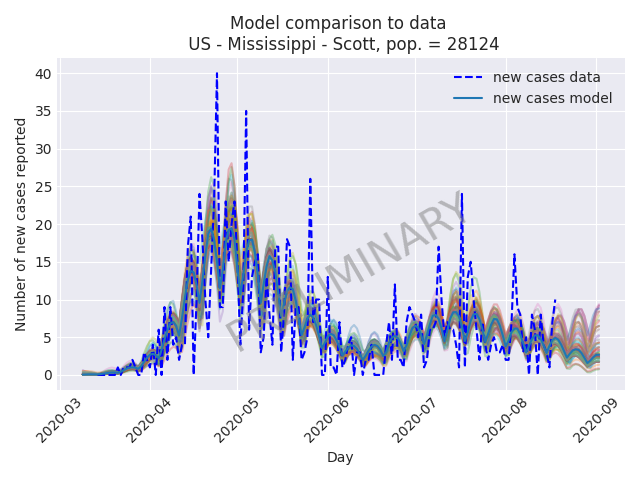 Model comparison to data
US - Mississippi - Scott, pop. = 28124
new cases data
new cases model
Number of new cases reported
40
35
30
25
20
15
10
5
0
PRELIMINARY
2020-03
2020-04
2020-05
2020-06
2020-07
2020-08
2020-09
Day